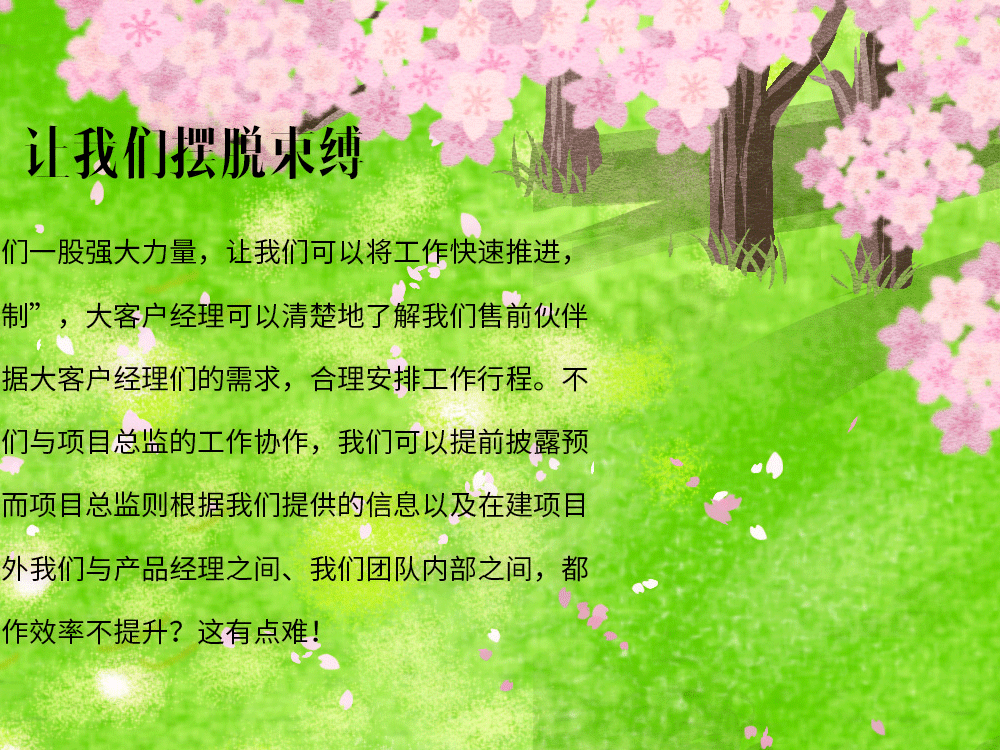 让我们摆脱束缚
们一股强大力量，让我们可以将工作快速推进，
制”，大客户经理可以清楚地了解我们售前伙伴
据大客户经理们的需求，合理安排工作行程。不
们与项目总监的工作协作，我们可以提前披露预
而项目总监则根据我们提供的信息以及在建项目
外我们与产品经理之间、我们团队内部之间，都
作效率不提升？这有点难！